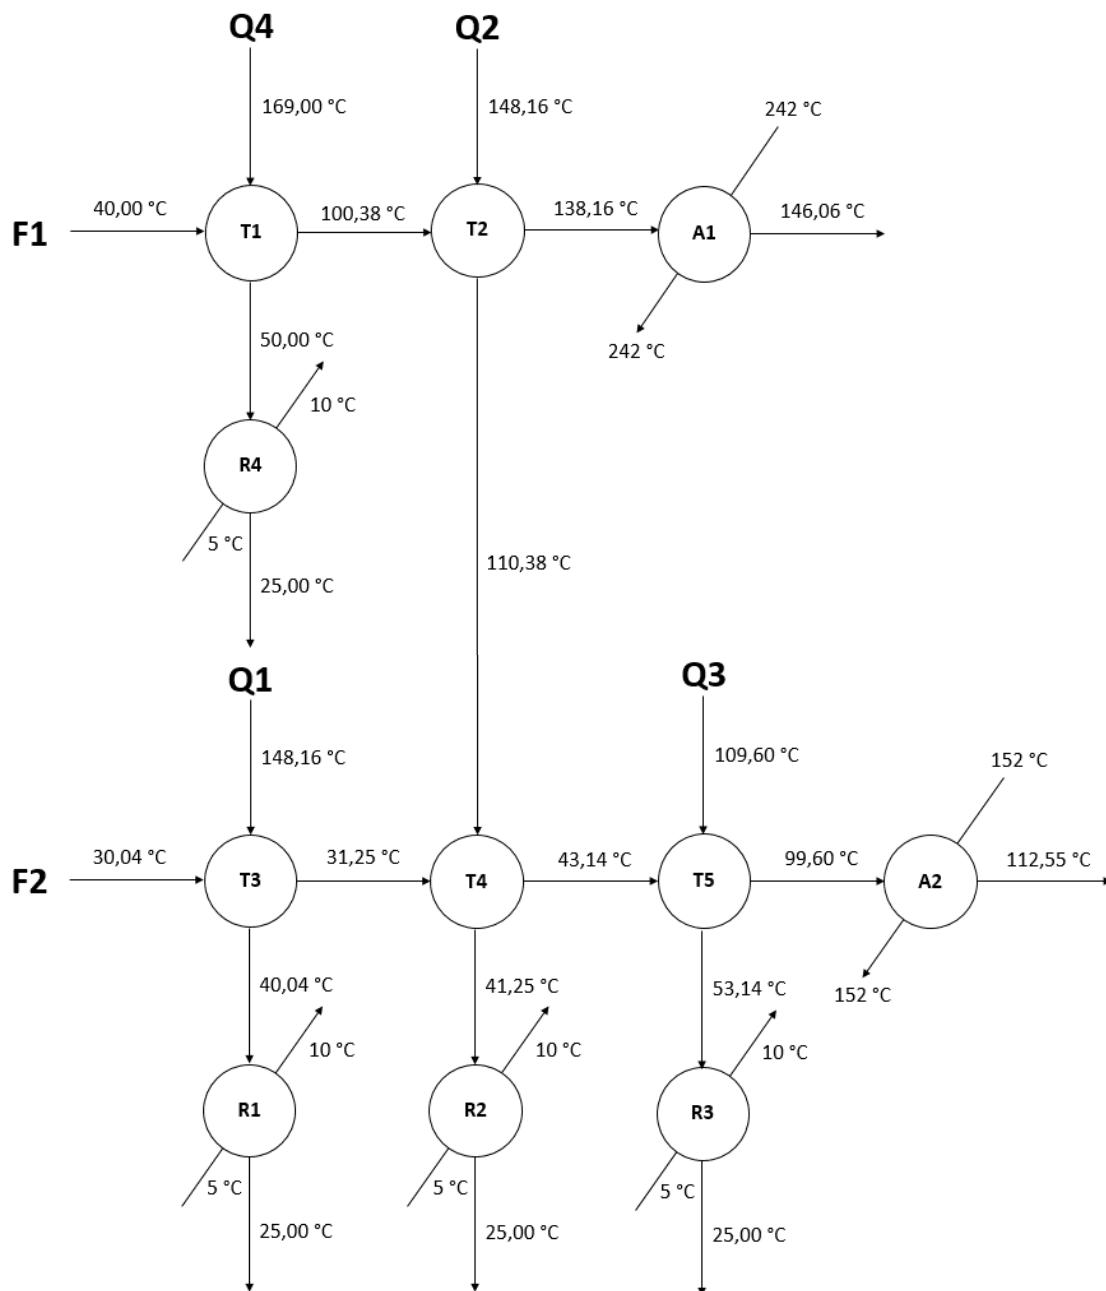 Q4
Q2
169,00 °C
148,16 °C
242 °C
40,00 °C
100,38 °C
138,16 °C
146,06 °C
F1
T1
T2
A1
50,00 °C
242 °C
10 °C
R4
5 °C
110,38 °C
25,00 °C
Q1
Q3
148,16 °C
109,60 °C
152 °C
30,04 °C
31,25 °C
43,14 °C
99,60 °C
112,55 °C
F2
T3
T4
T5
A2
40,04 °C
41,25 °C
53,14 °C
152 °C
10 °C
10 °C
10 °C
R1
R2
R3
5 °C
5 °C
5 °C
25,00 °C
25,00 °C
25,00 °C